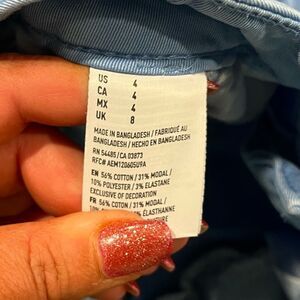 US 4
CA 4
MX 4
UK 8
MADE IN BANGLADESH / FABRIQUÉ AU
BANGLADESH / HECHO EN BANGLADESH
RN 54485/CA 03873
RFC# AEM120605U9A
EN 56% COTTON / 31% MODAL /
10% POLYESTER / 3% ELASTANE
EXCLUSIVE OF DECORATION
FR 56% COTON / 31% MODAL /
ÉLASTHANNE